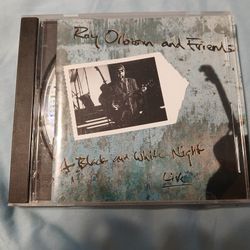 Roy Orbison and Friends
A Black and White Night
Live